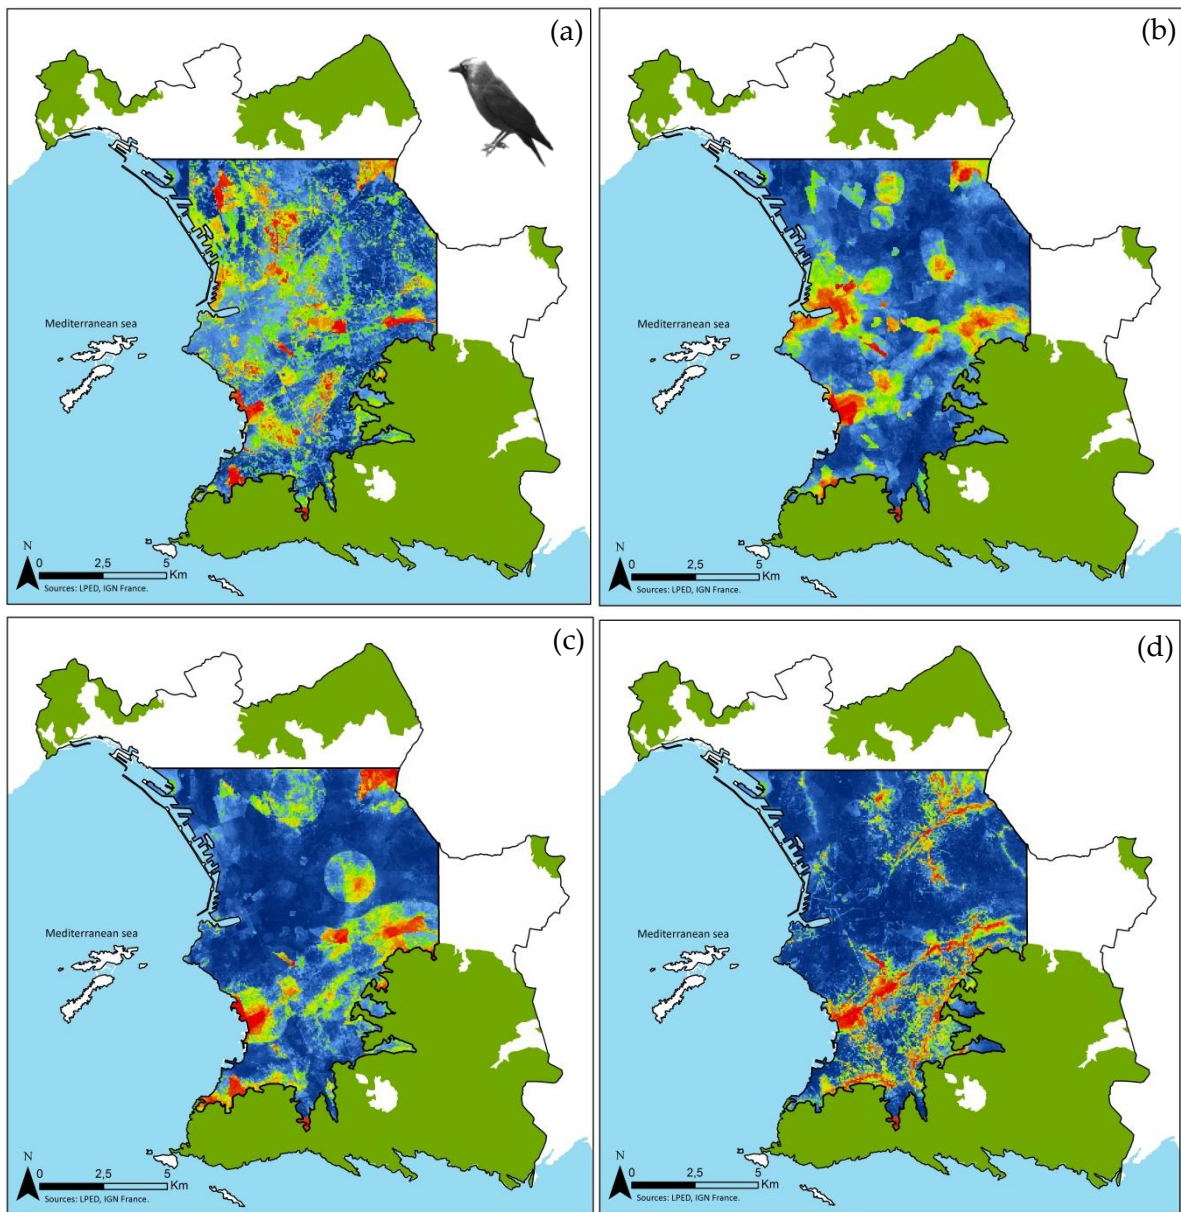 (a)
Mediterranean sea
N
0 2,5 5
Km
Sources: LPED, IGN France.
(b)
Mediterranean sea
N
0 2,5 5
Km
Sources: LPED, IGN France.
(c)
Mediterranean sea
N
0 2,5 5
Km
Sources: LPED, IGN France.
(d)
Mediterranean sea
N
0 2,5 5
Km
Sources: LPED, IGN France.